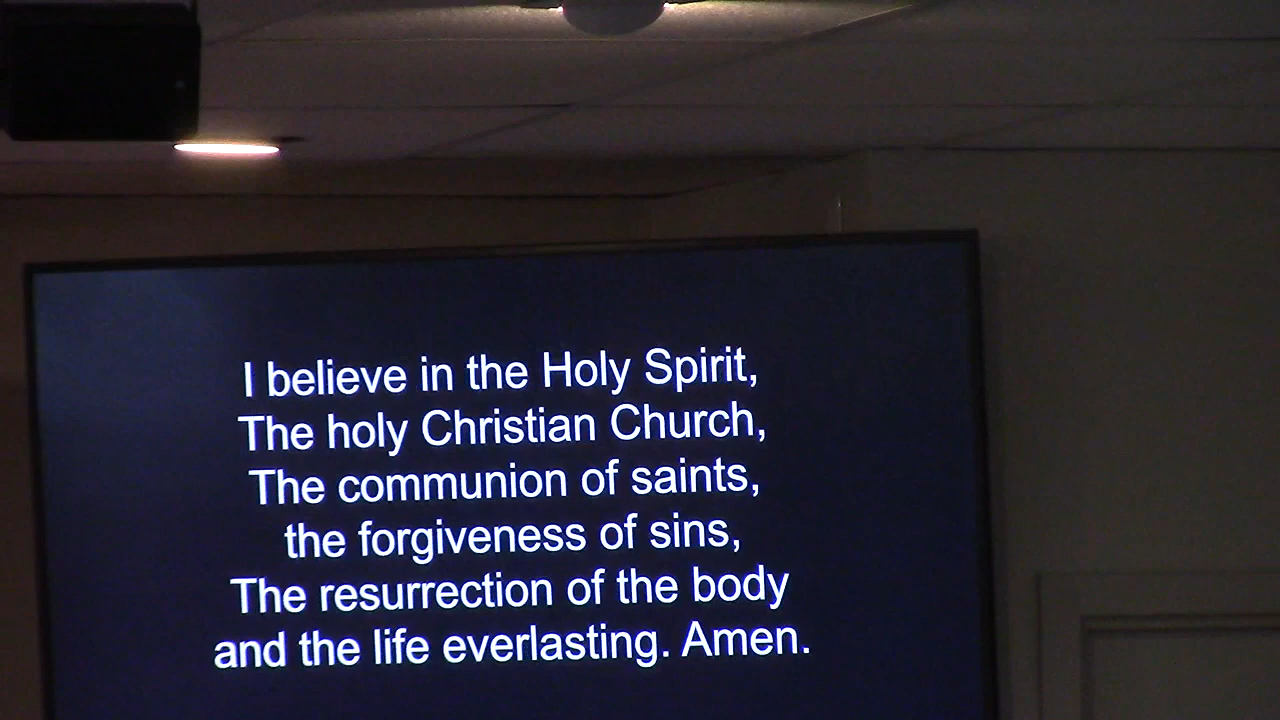 I believe in the Holy Spirit,
The holy Christian Church,
The communion of saints,
the forgiveness of sins,
The resurrection of the body
and the life everlasting. Amen.